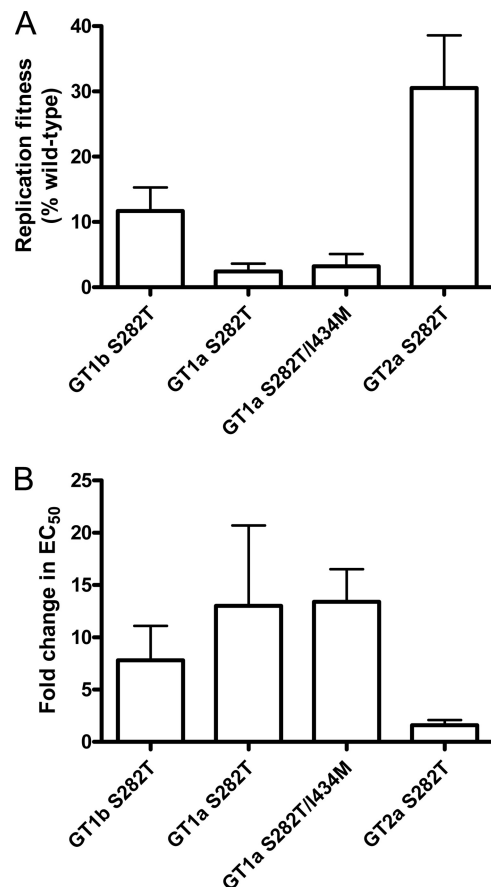 A
Replication fitness
(% wild-type)
40
30
20
10
0
GT1b S282T
GT1a S282T
GT1a S282T/I434M
GT2a S282T
B
Fold change in EC50
25
20
15
10
5
0
GT1b S282T
GT1a S282T
GT1a S282T/I434M
GT2a S282T